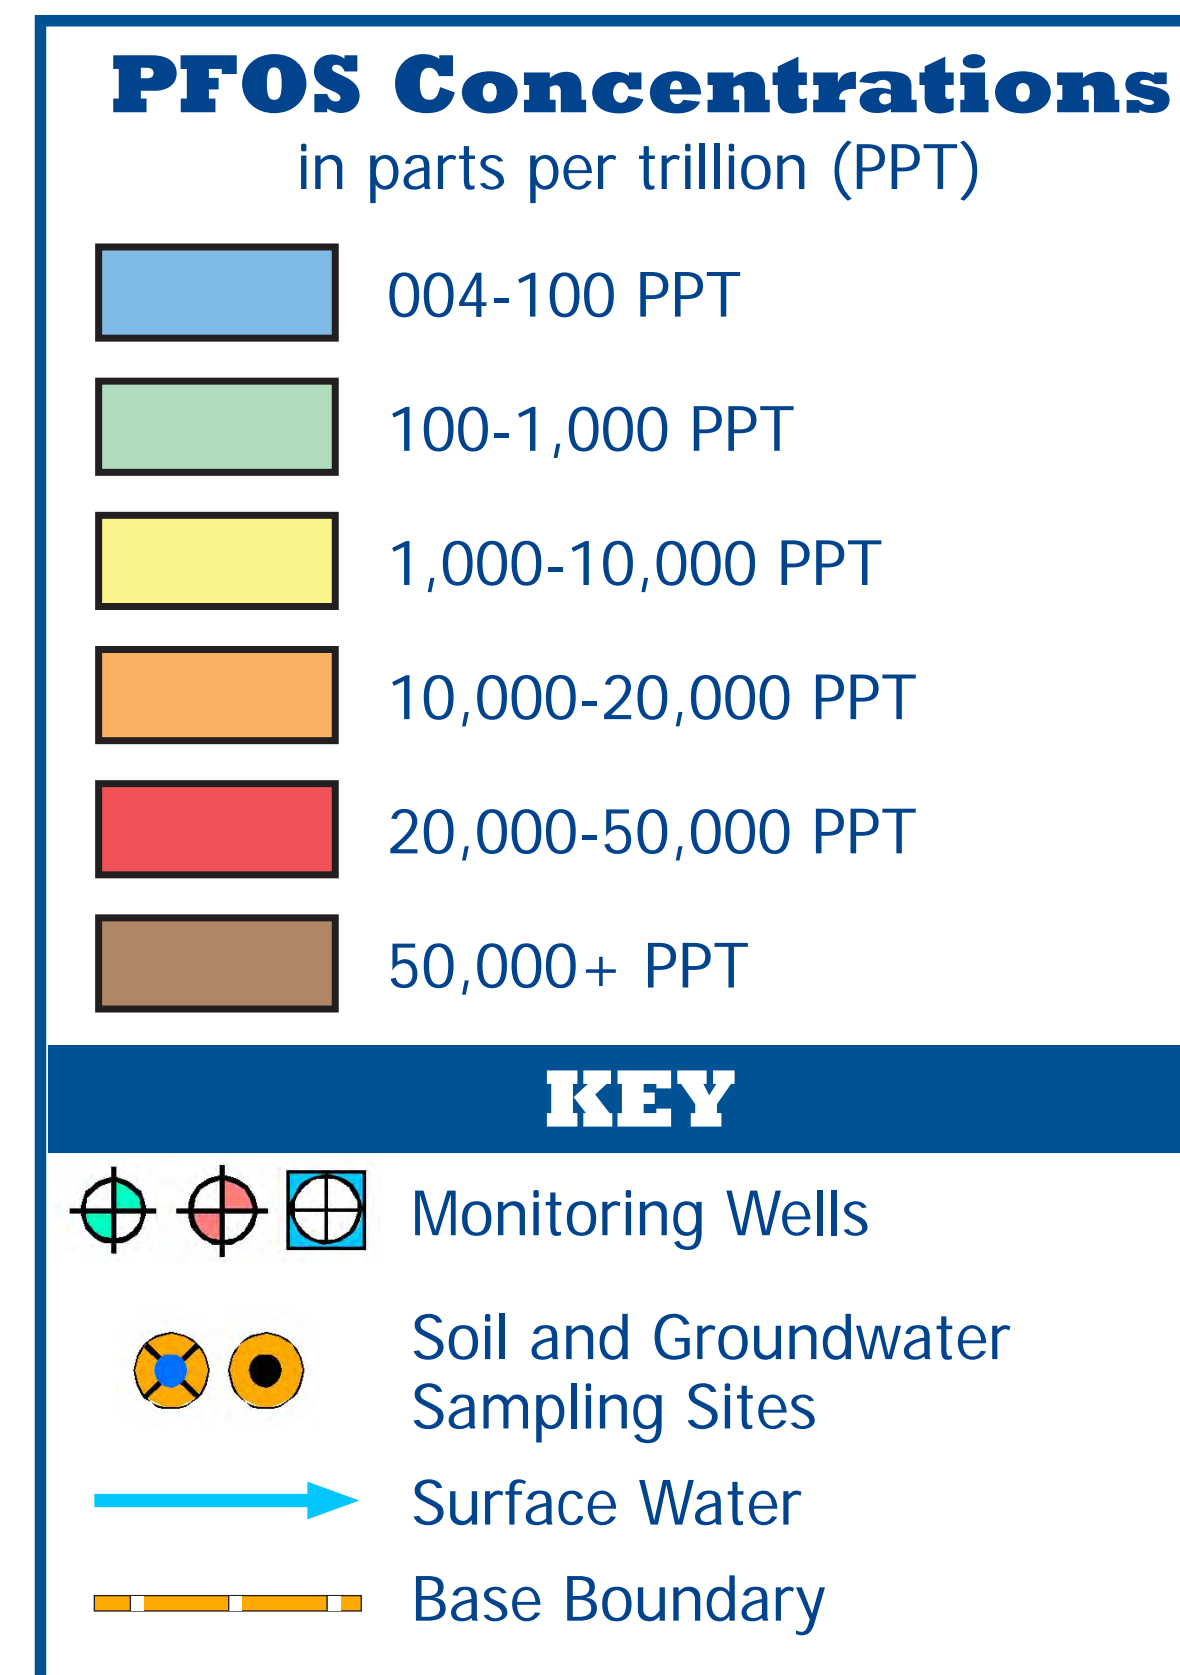 PFOS Concentrations
in parts per trillion (PPT)
004-100 PPT
100-1,000 PPT
1,000-10,000 PPT
10,000-20,000 PPT
20,000-50,000 PPT
50,000+ PPT
KEY
Monitoring Wells
Soil and Groundwater
Sampling Sites
Surface Water
Base Boundary